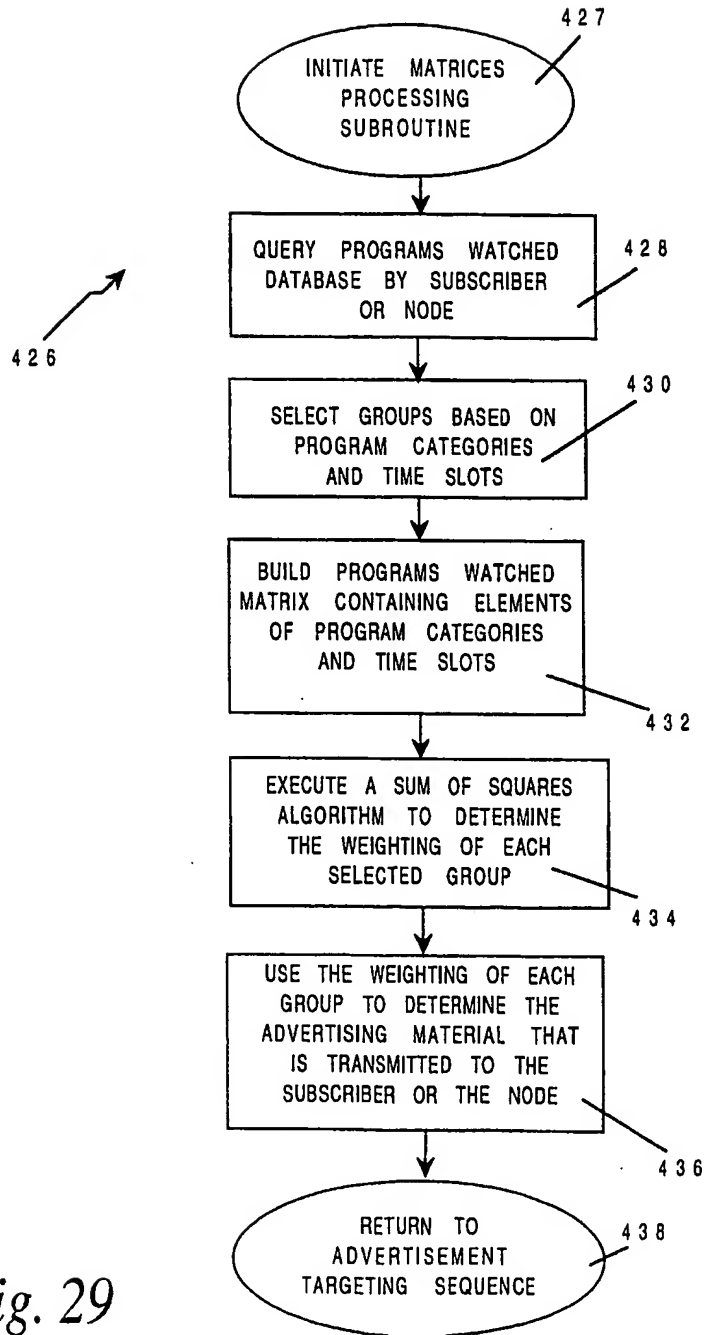 427
INITIATE MATRICES
PROCESSING
SUBROUTINE
QUERY PROGRAMS WATCHED
DATABASE BY SUBSCRIBER
OR NODE
428
426
SELECT GROUPS BASED ON
PROGRAM CATEGORIES
AND TIME SLOTS
430
BUILD PROGRAMS WATCHED
MATRIX CONTAINING ELEMENTS
OF PROGRAM CATEGORIES
AND TIME SLOTS
432
EXECUTE A SUM OF SQUARES
ALGORITHM TO DETERMINE
THE WEIGHTING OF EACH
SELECTED GROUP
434
USE THE WEIGHTING OF EACH
GROUP TO DETERMINE THE
ADVERTISING MATERIAL THAT
IS TRANSMITTED TO THE
SUBSCRIBER OR THE NODE
436
RETURN TO
ADVERTISEMENT
TARGETING SEQUENCE
438
ig. 29